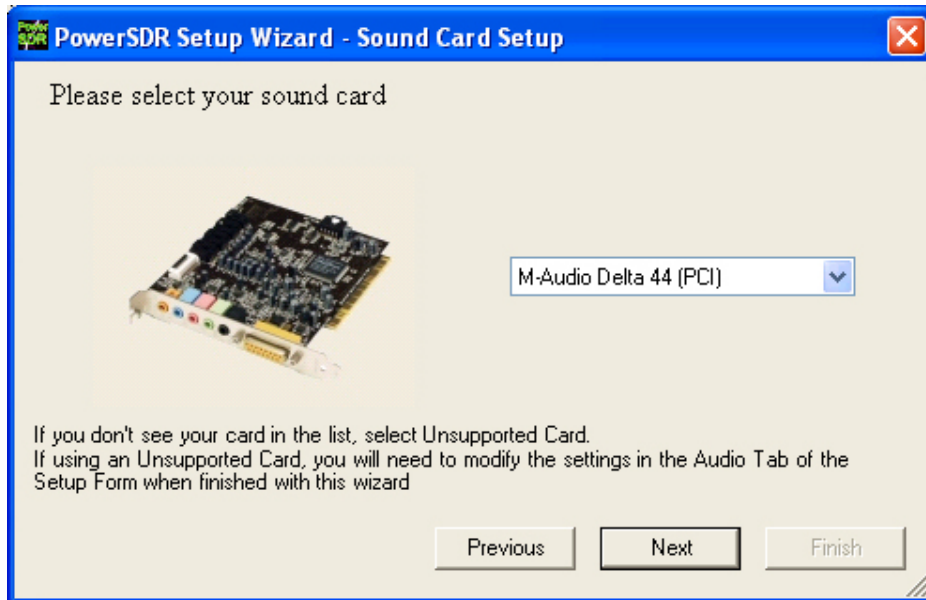 Power SDR PowerSDR Setup Wizard - Sound Card Setup
Please select your sound card
M-Audio Delta 44 (PCI)
If you don't see your card in the list, select Unsupported Card.
If using an Unsupported Card, you will need to modify the settings in the Audio Tab of the
Setup Form when finished with this wizard
Previous Next Finish